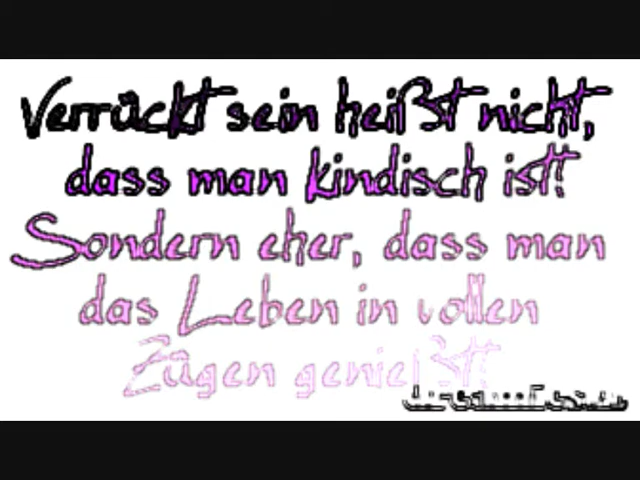 Verrückt sein heißt nicht,
dass man kindisch ist!!
Sondern eher, dass man
das Leben in vollen
Zügen genießt!!